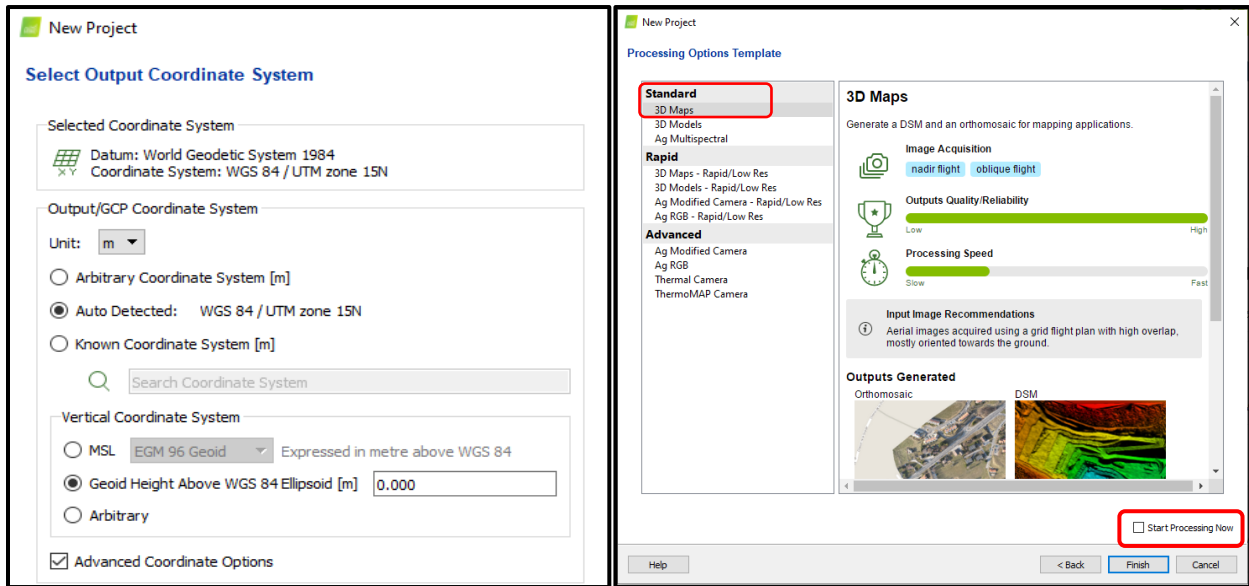 New Project
Select Output Coordinate System
Selected Coordinate System
Datum: World Geodetic System 1984
X Y Coordinate System: WGS 84 / UTM zone 15N
Output/GCP Coordinate System
Unit: m
Arbitrary Coordinate System [m]
Auto Detected: WGS 84 / UTM zone 15N
Known Coordinate System [m]
Search Coordinate System
Vertical Coordinate System
MSL EGM 96 Geoid Expressed in metre above WGS 84
Geoid Height Above WGS 84 Ellipsoid [m] 0.000
Arbitrary
Advanced Coordinate Options
New Project
Processing Options Template
Standard
3D Maps
3D Models
Ag Multispectral
Rapid
3D Maps - Rapid/Low Res
3D Models - Rapid/Low Res
Ag Modified Camera - Rapid/Low Res
Ag RGB - Rapid/Low Res
Advanced
Ag Modified Camera
Ag RGB
Thermal Camera
ThermoMAP Camera
3D Maps
Generate a DSM and an orthomosaic for mapping applications.
Image Acquisition
nadir flight oblique flight
Outputs Quality/Reliability
Low High
Processing Speed
Slow Fast
Input Image Recommendations
Aerial images acquired using a grid flight plan with high overlap,
mostly oriented towards the ground.
Outputs Generated
Orthomosaic DSM
Start Processing Now
Help < Back Finish Cancel